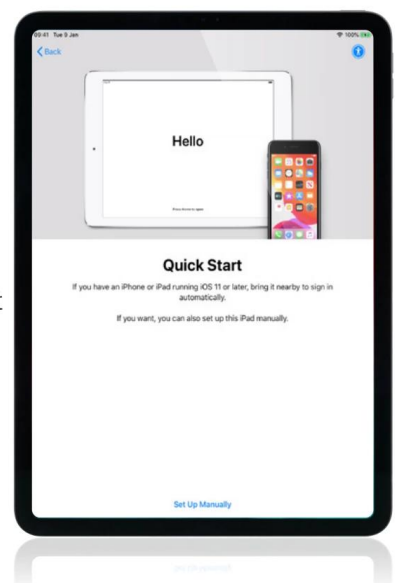 09:41 Tue 9 Jan 100%
Back
Hello
Quick Start
If you have an iPhone or iPad running iOS 11 or later, bring it nearby to sign in
automatically.
If you want, you can also set up this iPad manually.
Set Up Manually